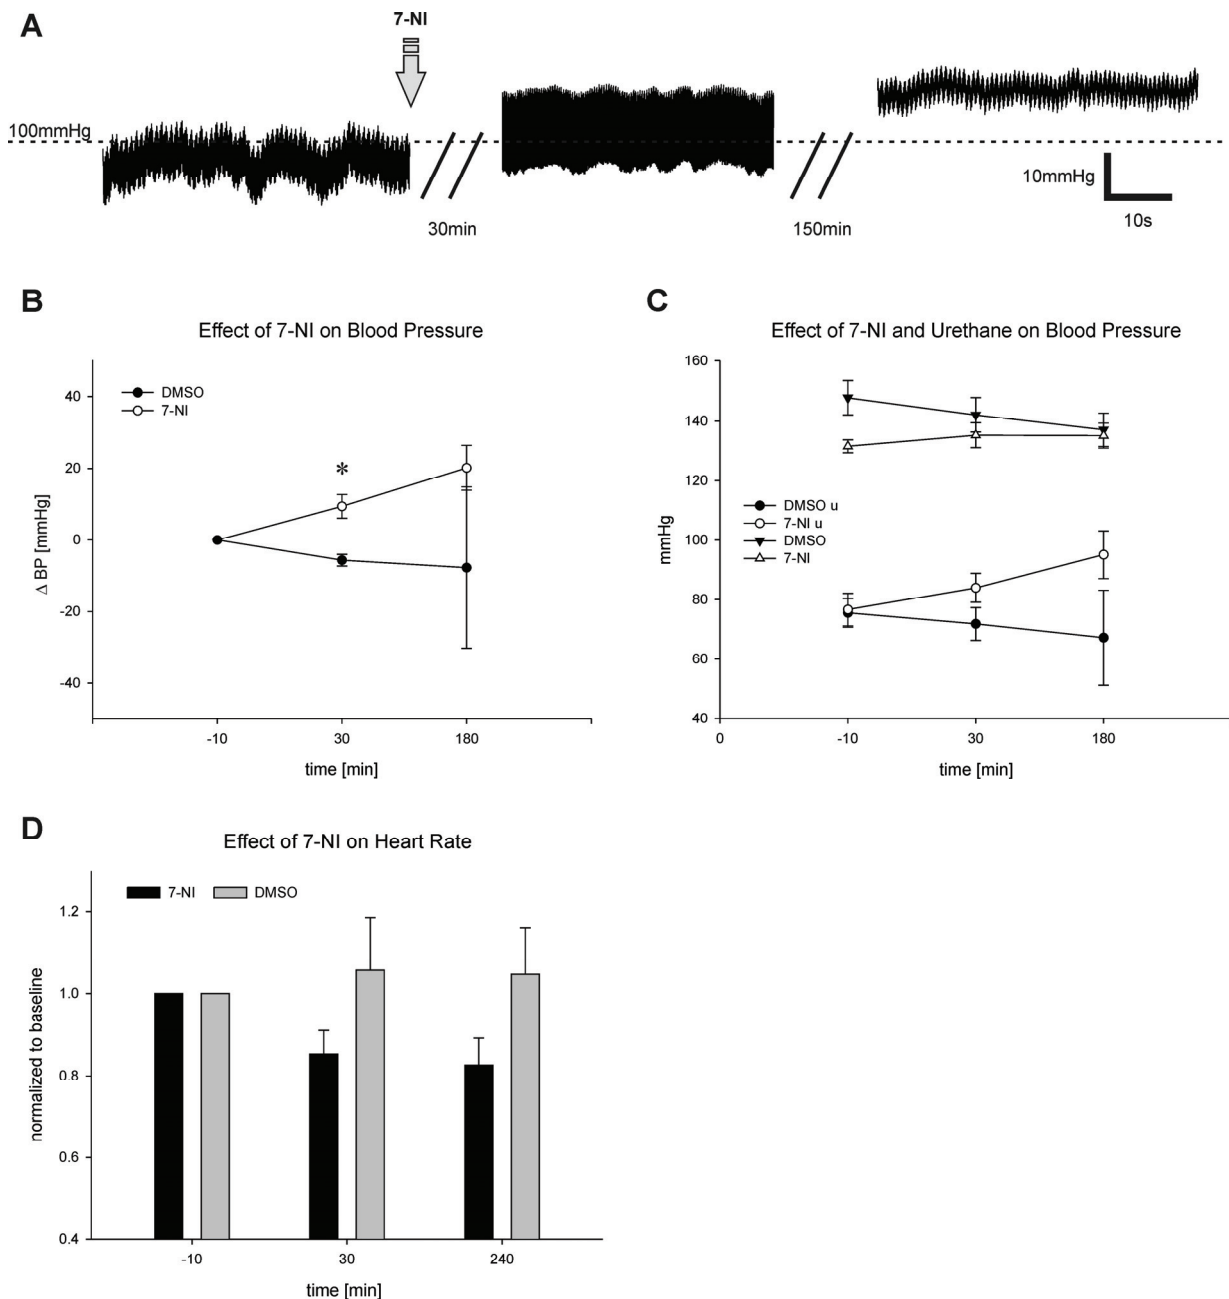 A
7-NI
100mmHg
30min
150min
10mmHg
10s
B
Effect of 7-NI on Blood Pressure
DMSO
7-NI
*
40
20
0
-20
-40
Δ BP [mmHg]
-10 30 180
time [min]
C
Effect of 7-NI and Urethane on Blood Pressure
160
140
120
100
80
60
40
mmHg
DMSO u
7-NI u
DMSO
7-NI
0 -10 30 180
time [min]
D
Effect of 7-NI on Heart Rate
7-NI DMSO
1.2
1.0
0.8
0.6
0.4
normalized to baseline
-10 30 240
time [min]